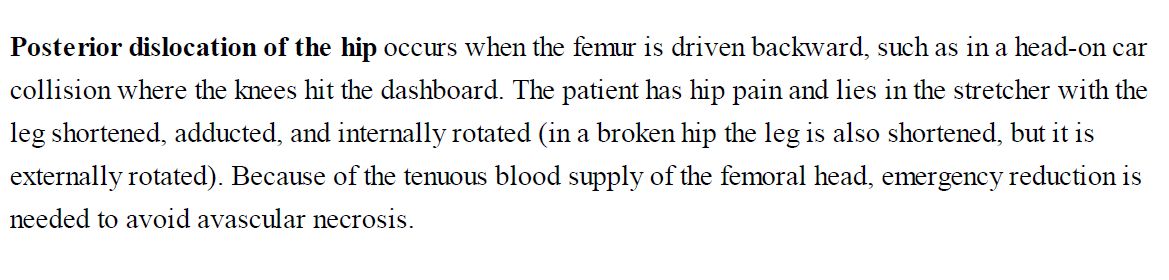 Posterior dislocation of the hip occurs when the femur is driven backward, such as in a head-on car
collision where the knees hit the dashboard. The patient has hip pain and lies in the stretcher with the
leg shortened, adducted, and internally rotated (in a broken hip the leg is also shortened, but it is
externally rotated). Because of the tenuous blood supply of the femoral head, emergency reduction is
needed to avoid avascular necrosis.